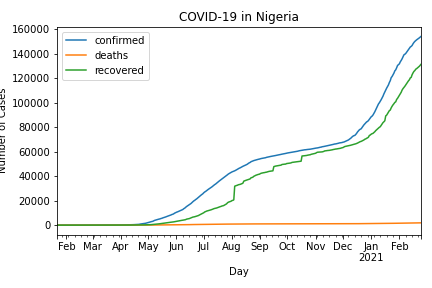 COVID-19 in Nigeria
confirmed
deaths
recovered
160000
140000
120000
100000
80000
60000
40000
20000
0
Number of Cases
Feb Mar Apr May Jun Jul Aug Sep Oct Nov Dec Jan Feb
2021
Day